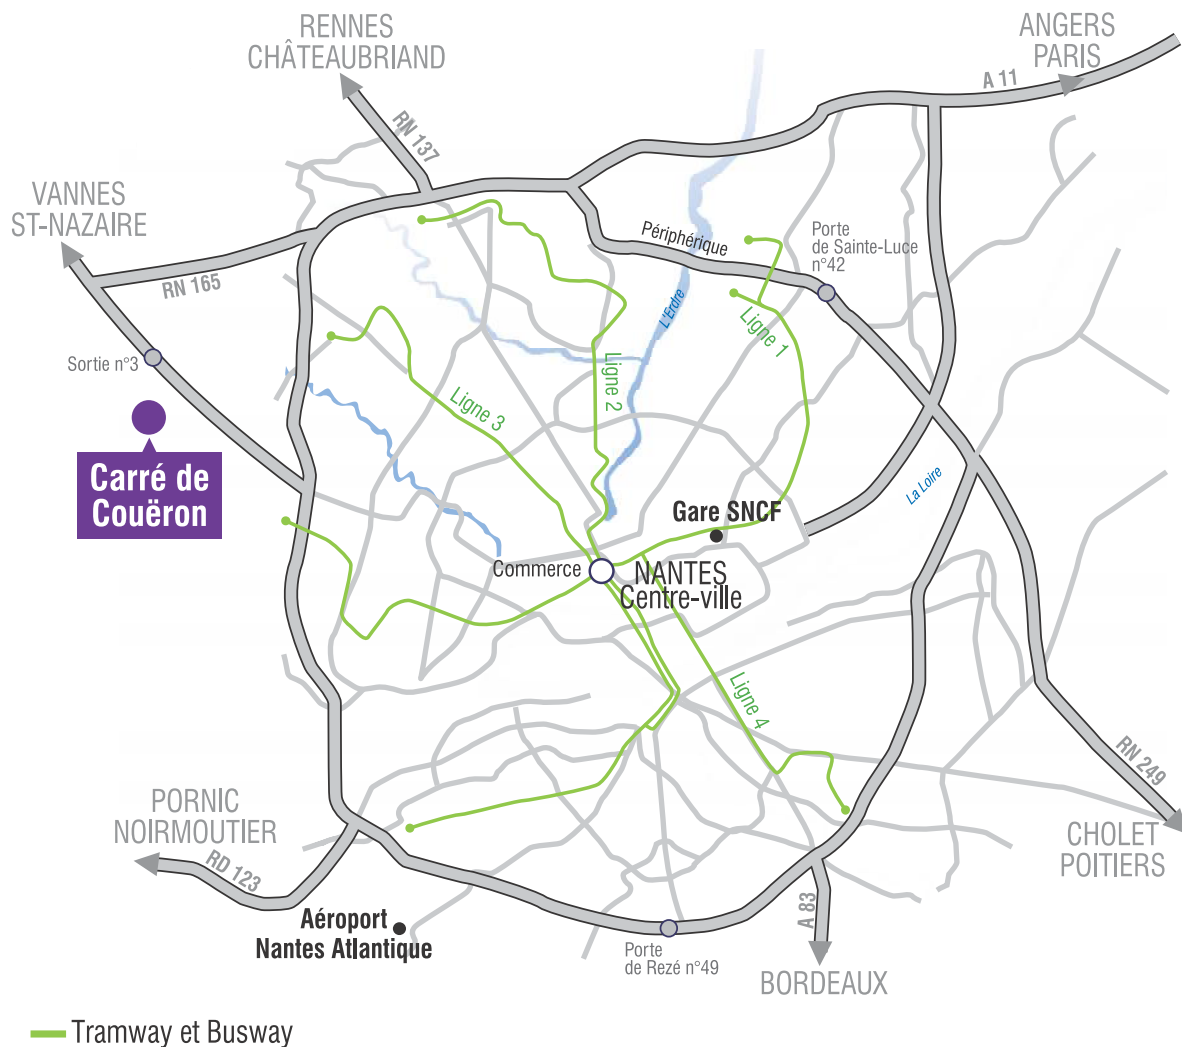 RENNES
CHÂTEAUBRIAND
ANGERS
PARIS
A 11
RN 137
VANNES
ST-NAZAIRE
RN 165
Périphérique
Porte
de Sainte-Luce
n°42
L'Erdre
Ligne 1
Ligne 2
Ligne 3
Sortie n°3
Carré de
Couëron
La Loire
Gare SNCF
Commerce
NANTES
Centre-ville
Ligne 4
RN 249
PORNIC
NOIRMOUTIER
RD 123
CHOLET
POITIERS
A 83
Aéroport
Nantes Atlantique
Porte
de Rezé n°49
BORDEAUX
Tramway et Busway